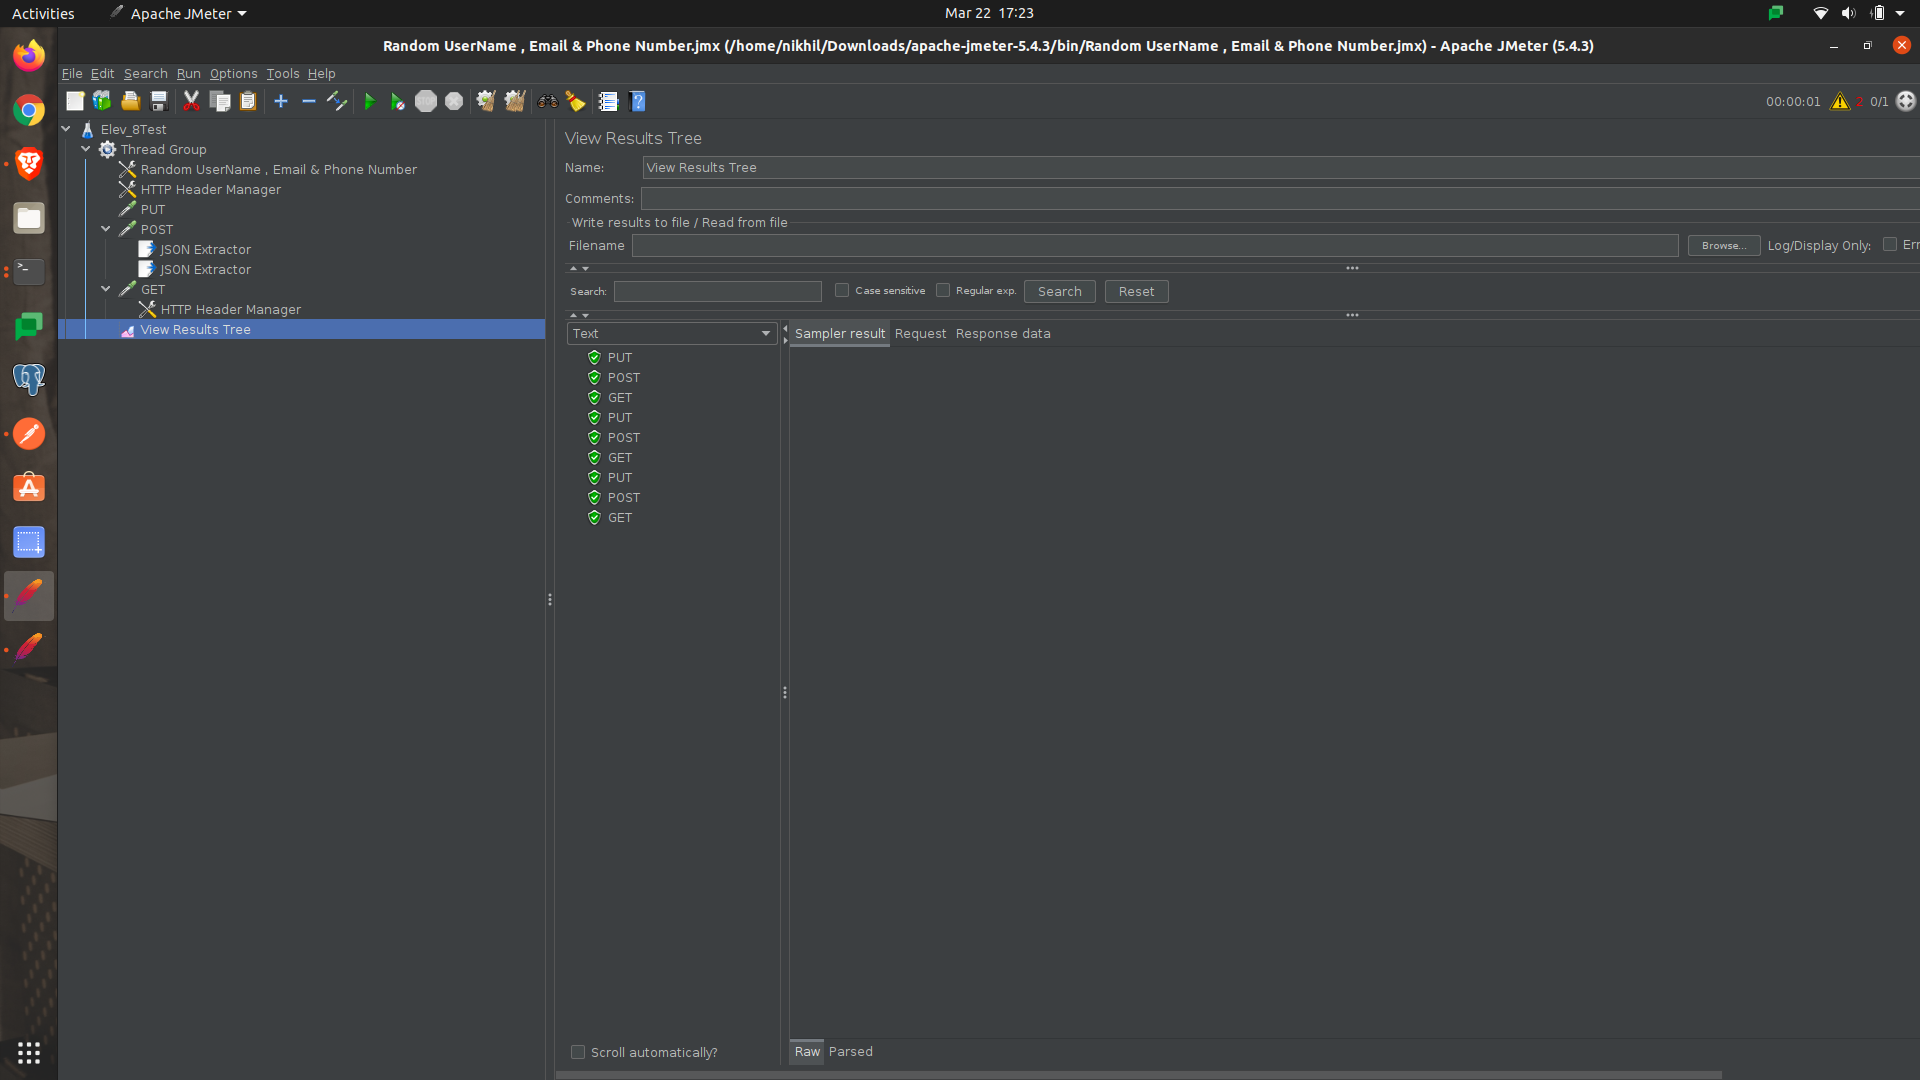 Activities
Apache JMeter
Mar 22 17:23
Random UserName , Email & Phone Number.jmx (/home/nikhil/Downloads/apache-jmeter-5.4.3/bin/Random UserName , Email & Phone Number.jmx) - Apache JMeter (5.4.3)
File Edit Search Run Options Tools Help
STOP
00:00:01 2 0/1
Elev_8Test
Thread Group
Random UserName , Email & Phone Number
HTTP Header Manager
PUT
POST
JSON Extractor
JSON Extractor
GET
HTTP Header Manager
View Results Tree
View Results Tree
Name: View Results Tree
Comments:
Write results to file / Read from file
Filename Browse... Log/Display Only: Err
Search: Case sensitive Regular exp. Search Reset
Text
PUT
POST
GET
PUT
POST
GET
PUT
POST
GET
Scroll automatically?
Sampler result Request Response data
Raw Parsed